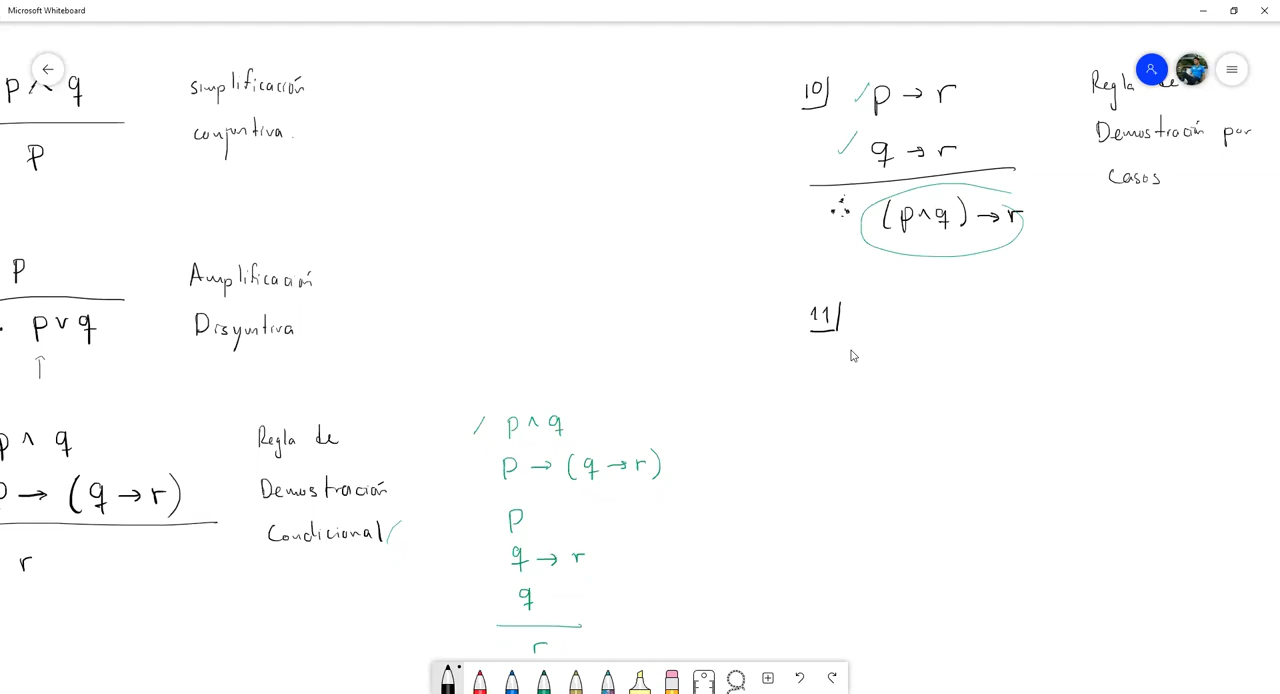 Microsoft Whiteboard
p ∧ q
p
simplificación
conjuntiva.
p
p ∨ q
↑
Amplificación
Disyuntiva
p ∧ q
p → (q → r)
r
Regla de
Demostración
Condicional
p ∧ q
p → (q → r)
p
q → r
q
r
10/ p → r
q → r
∴ (p ∧ q) → r
Regla de
Demostración por
Casos
11/